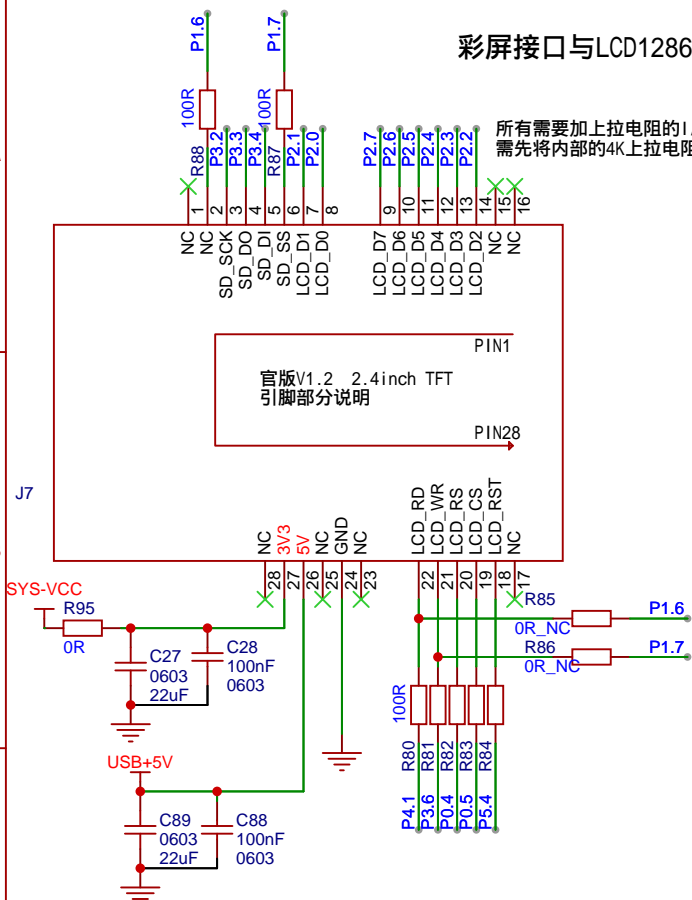 彩屏接口与LCD1286
所有需要加上拉电阻的I
需先将内部的4K上拉电阻
P1.6
P1.7
100R
100R
R88
P3.2
P3.3
P3.4
R87
P2.1
P2.0
P2.7
P2.6
P2.5
P2.4
P2.3
P2.2
1
2
3
4
5
6
7
8
9
10
11
12
13
14
15
16
NC
NC
SD_SCK
SD_DO
SD_DI
SD_SS
LCD_D1
LCD_D0
LCD_D7
LCD_D6
LCD_D5
LCD_D4
LCD_D3
LCD_D2
NC
NC
PIN1
官版V1.2 2.4inch TFT
引脚部分说明
PIN28
J7
NC
3V3
5V
NC
GND
NC
LCD_RD
LCD_WR
LCD_RS
LCD_CS
LCD_RST
NC
28
27
26
25
24
23
22
21
20
19
18
17
SYS-VCC
R95
0R
C27
0603
22uF
C28
100nF
0603
R85
0R_NC
P1.6
R86
0R_NC
P1.7
100R
R80
R81
R82
R83
R84
P4.1
P3.6
P0.4
P0.5
P5.4
USB+5V
C89
0603
22uF
C88
100nF
0603